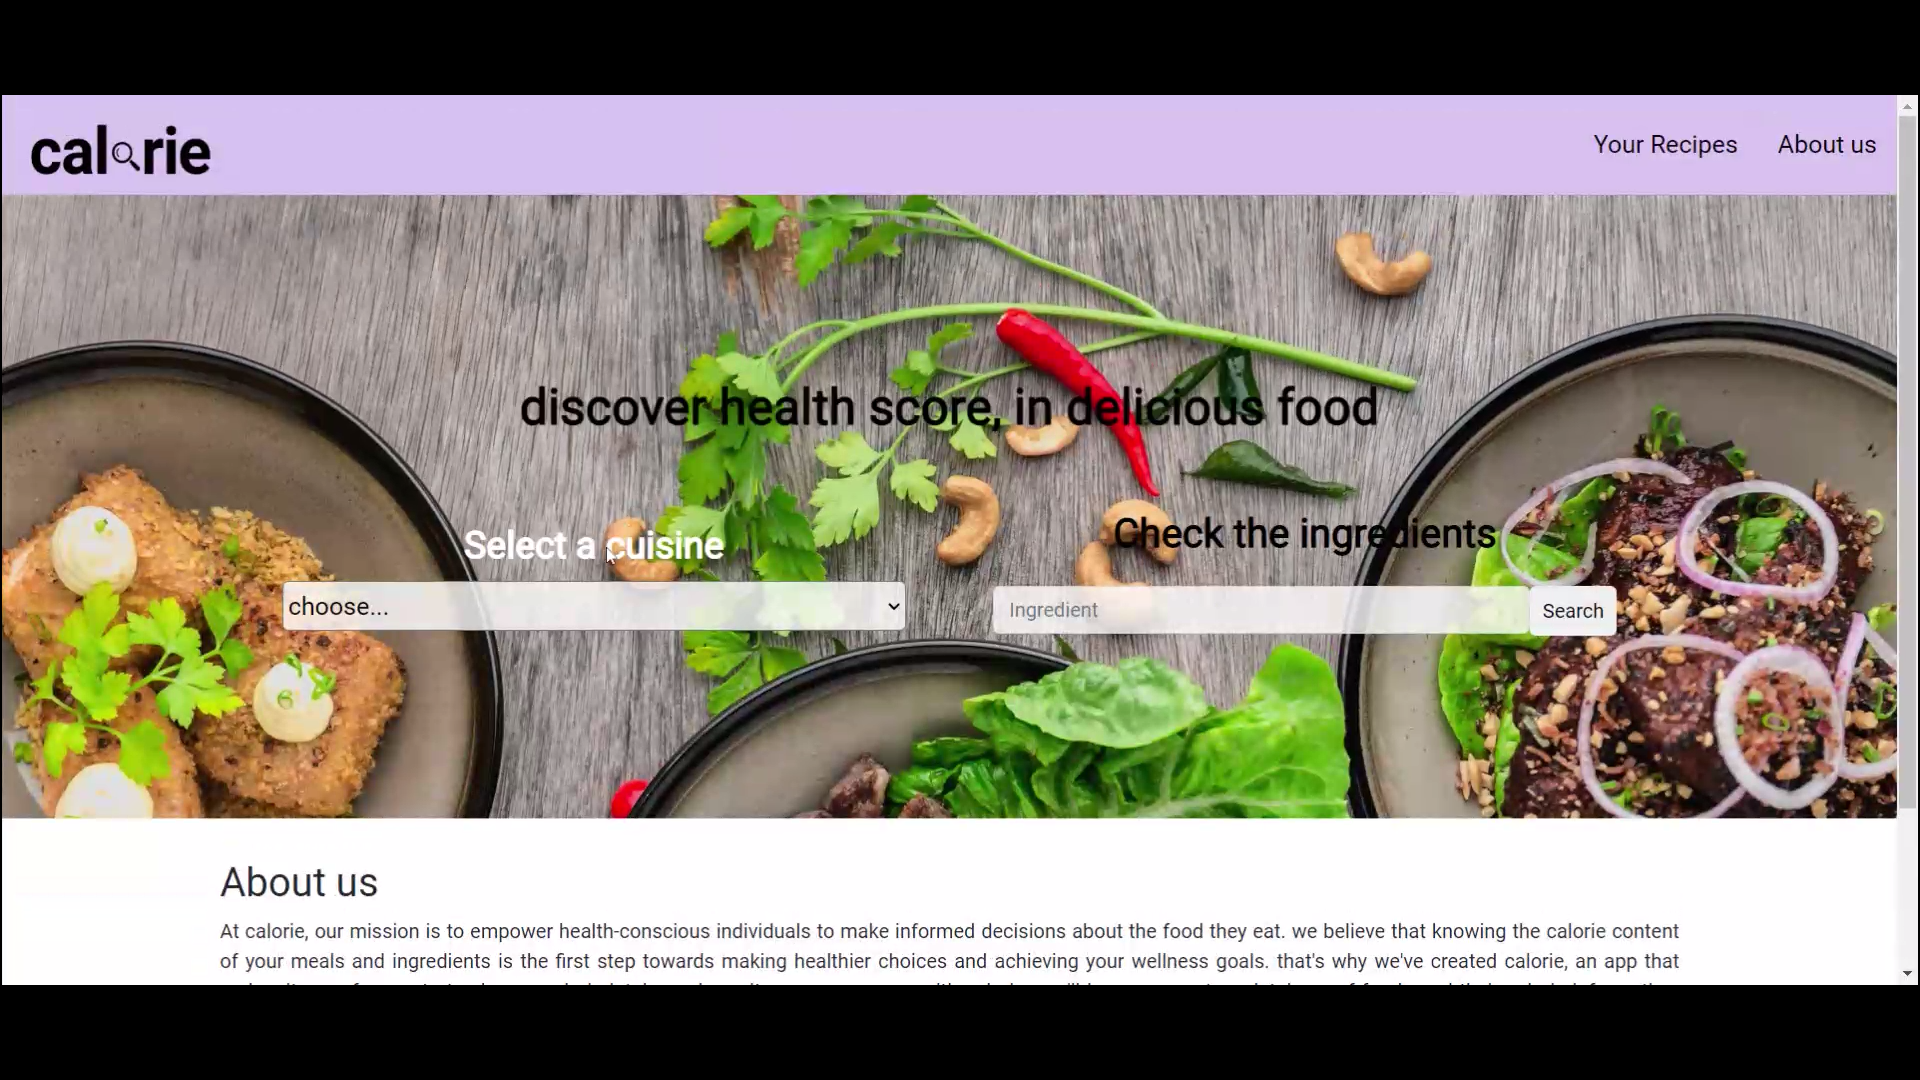 calorie
Your Recipes
About us
discover health score, in delicious food
Select a cuisine
Check the ingredients
choose...
Ingredient
Search
About us
At calorie, our mission is to empower health-conscious individuals to make informed decisions about the food they eat. we believe that knowing the calorie content
of your meals and ingredients is the first step towards making healthier choices and achieving your wellness goals. that's why we've created calorie, an app that